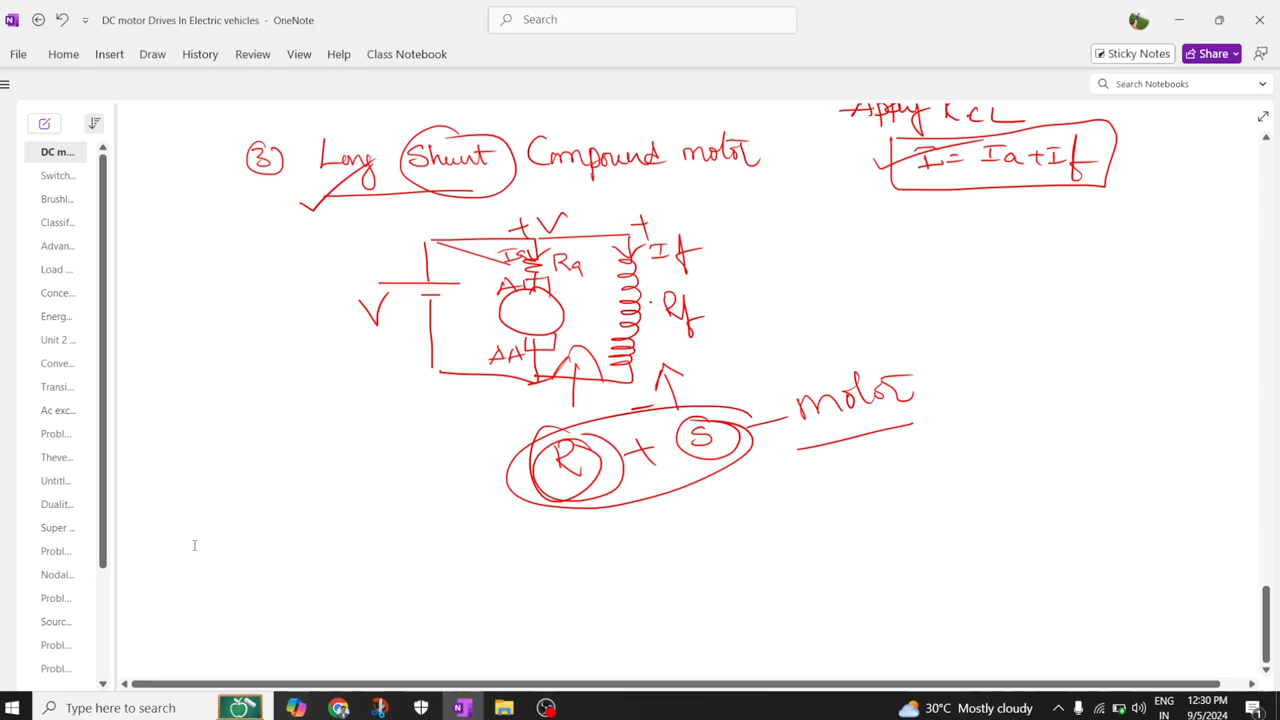 DC motor Drives In Electric vehicles - OneNote
Search
File Home Insert Draw History Review View Help Class Notebook
Sticky Notes Share
Search Notebooks
DC m...
Switch...
Brushl...
Classif...
Advan...
Load ...
Conce...
Energ...
Unit 2 ...
Conve...
Transi...
Ac exc...
Probl...
Theve...
Untitl...
Dualit...
Super ...
Probl...
Nodal...
Probl...
Sourc...
Probl...
Probl...
Apply KCL
I = Ia + If
(3) Long Shunt Compound motor
+ V +
Ia Ra If
A
V Rf
AA
R + S motor
Type here to search
30°C Mostly cloudy
ENG
IN
12:30 PM
9/5/2024
1